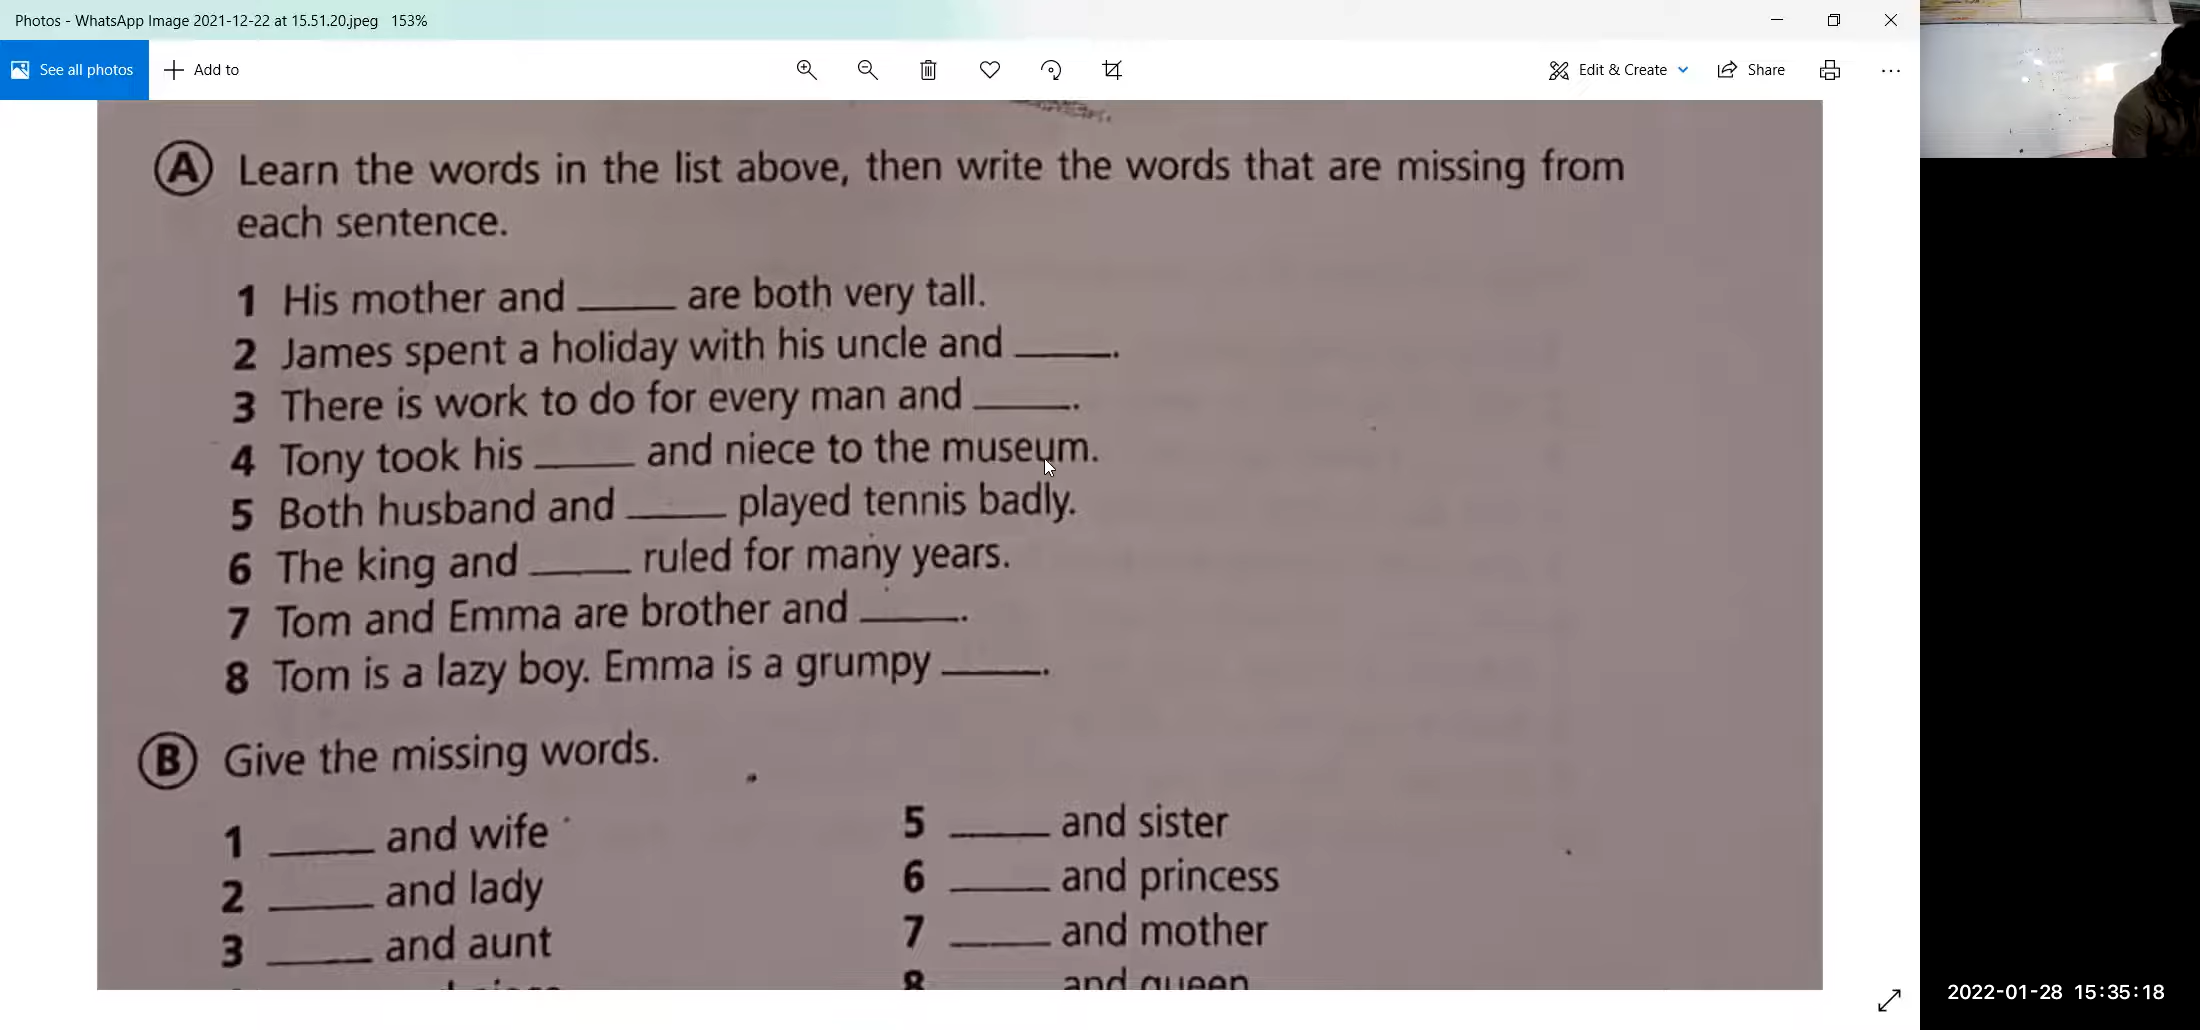 Photos - WhatsApp Image 2021-12-22 at 15.51.20.jpeg 153%
See all photos Add to Edit & Create Share
A Learn the words in the list above, then write the words that are missing from
each sentence.
1 His mother and _____ are both very tall.
2 James spent a holiday with his uncle and _____.
3 There is work to do for every man and _____.
4 Tony took his _____ and niece to the museum.
5 Both husband and _____ played tennis badly.
6 The king and _____ ruled for many years.
7 Tom and Emma are brother and _____.
8 Tom is a lazy boy. Emma is a grumpy _____.
B Give the missing words.
1 _____ and wife
2 _____ and lady
3 _____ and aunt
5 _____ and sister
6 _____ and princess
7 _____ and mother
8 and queen
2022-01-28 15:35:18